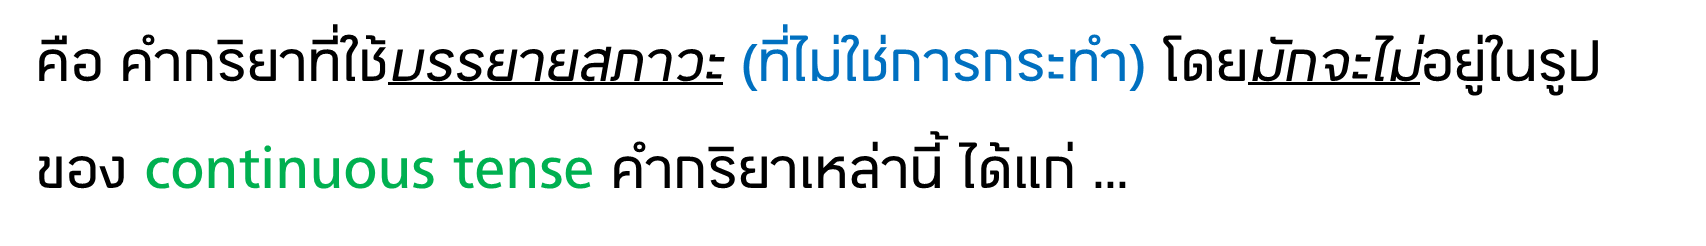 คือ คำกริยาที่ใช้บรรยายสภาวะ (ที่ไม่ใช่การกระทำ) โดยมักจะไม่อยู่ในรูป
ของ continuous tense คำกริยาเหล่านี้ ได้แก่ ...